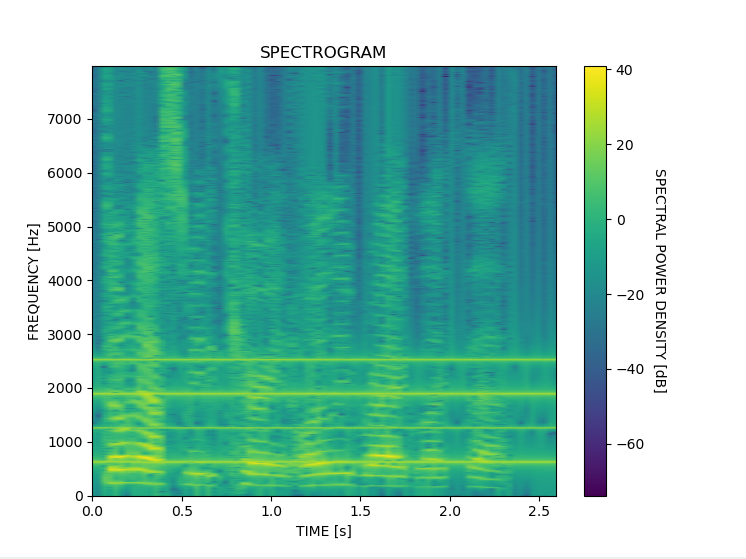 SPECTROGRAM
40
20
0
−20
−40
−60
SPECTRAL POWER DENSITY [dB]
7000
6000
5000
4000
3000
2000
1000
0
FREQUENCY [Hz]
0.0 0.5 1.0 1.5 2.0 2.5
TIME [s]